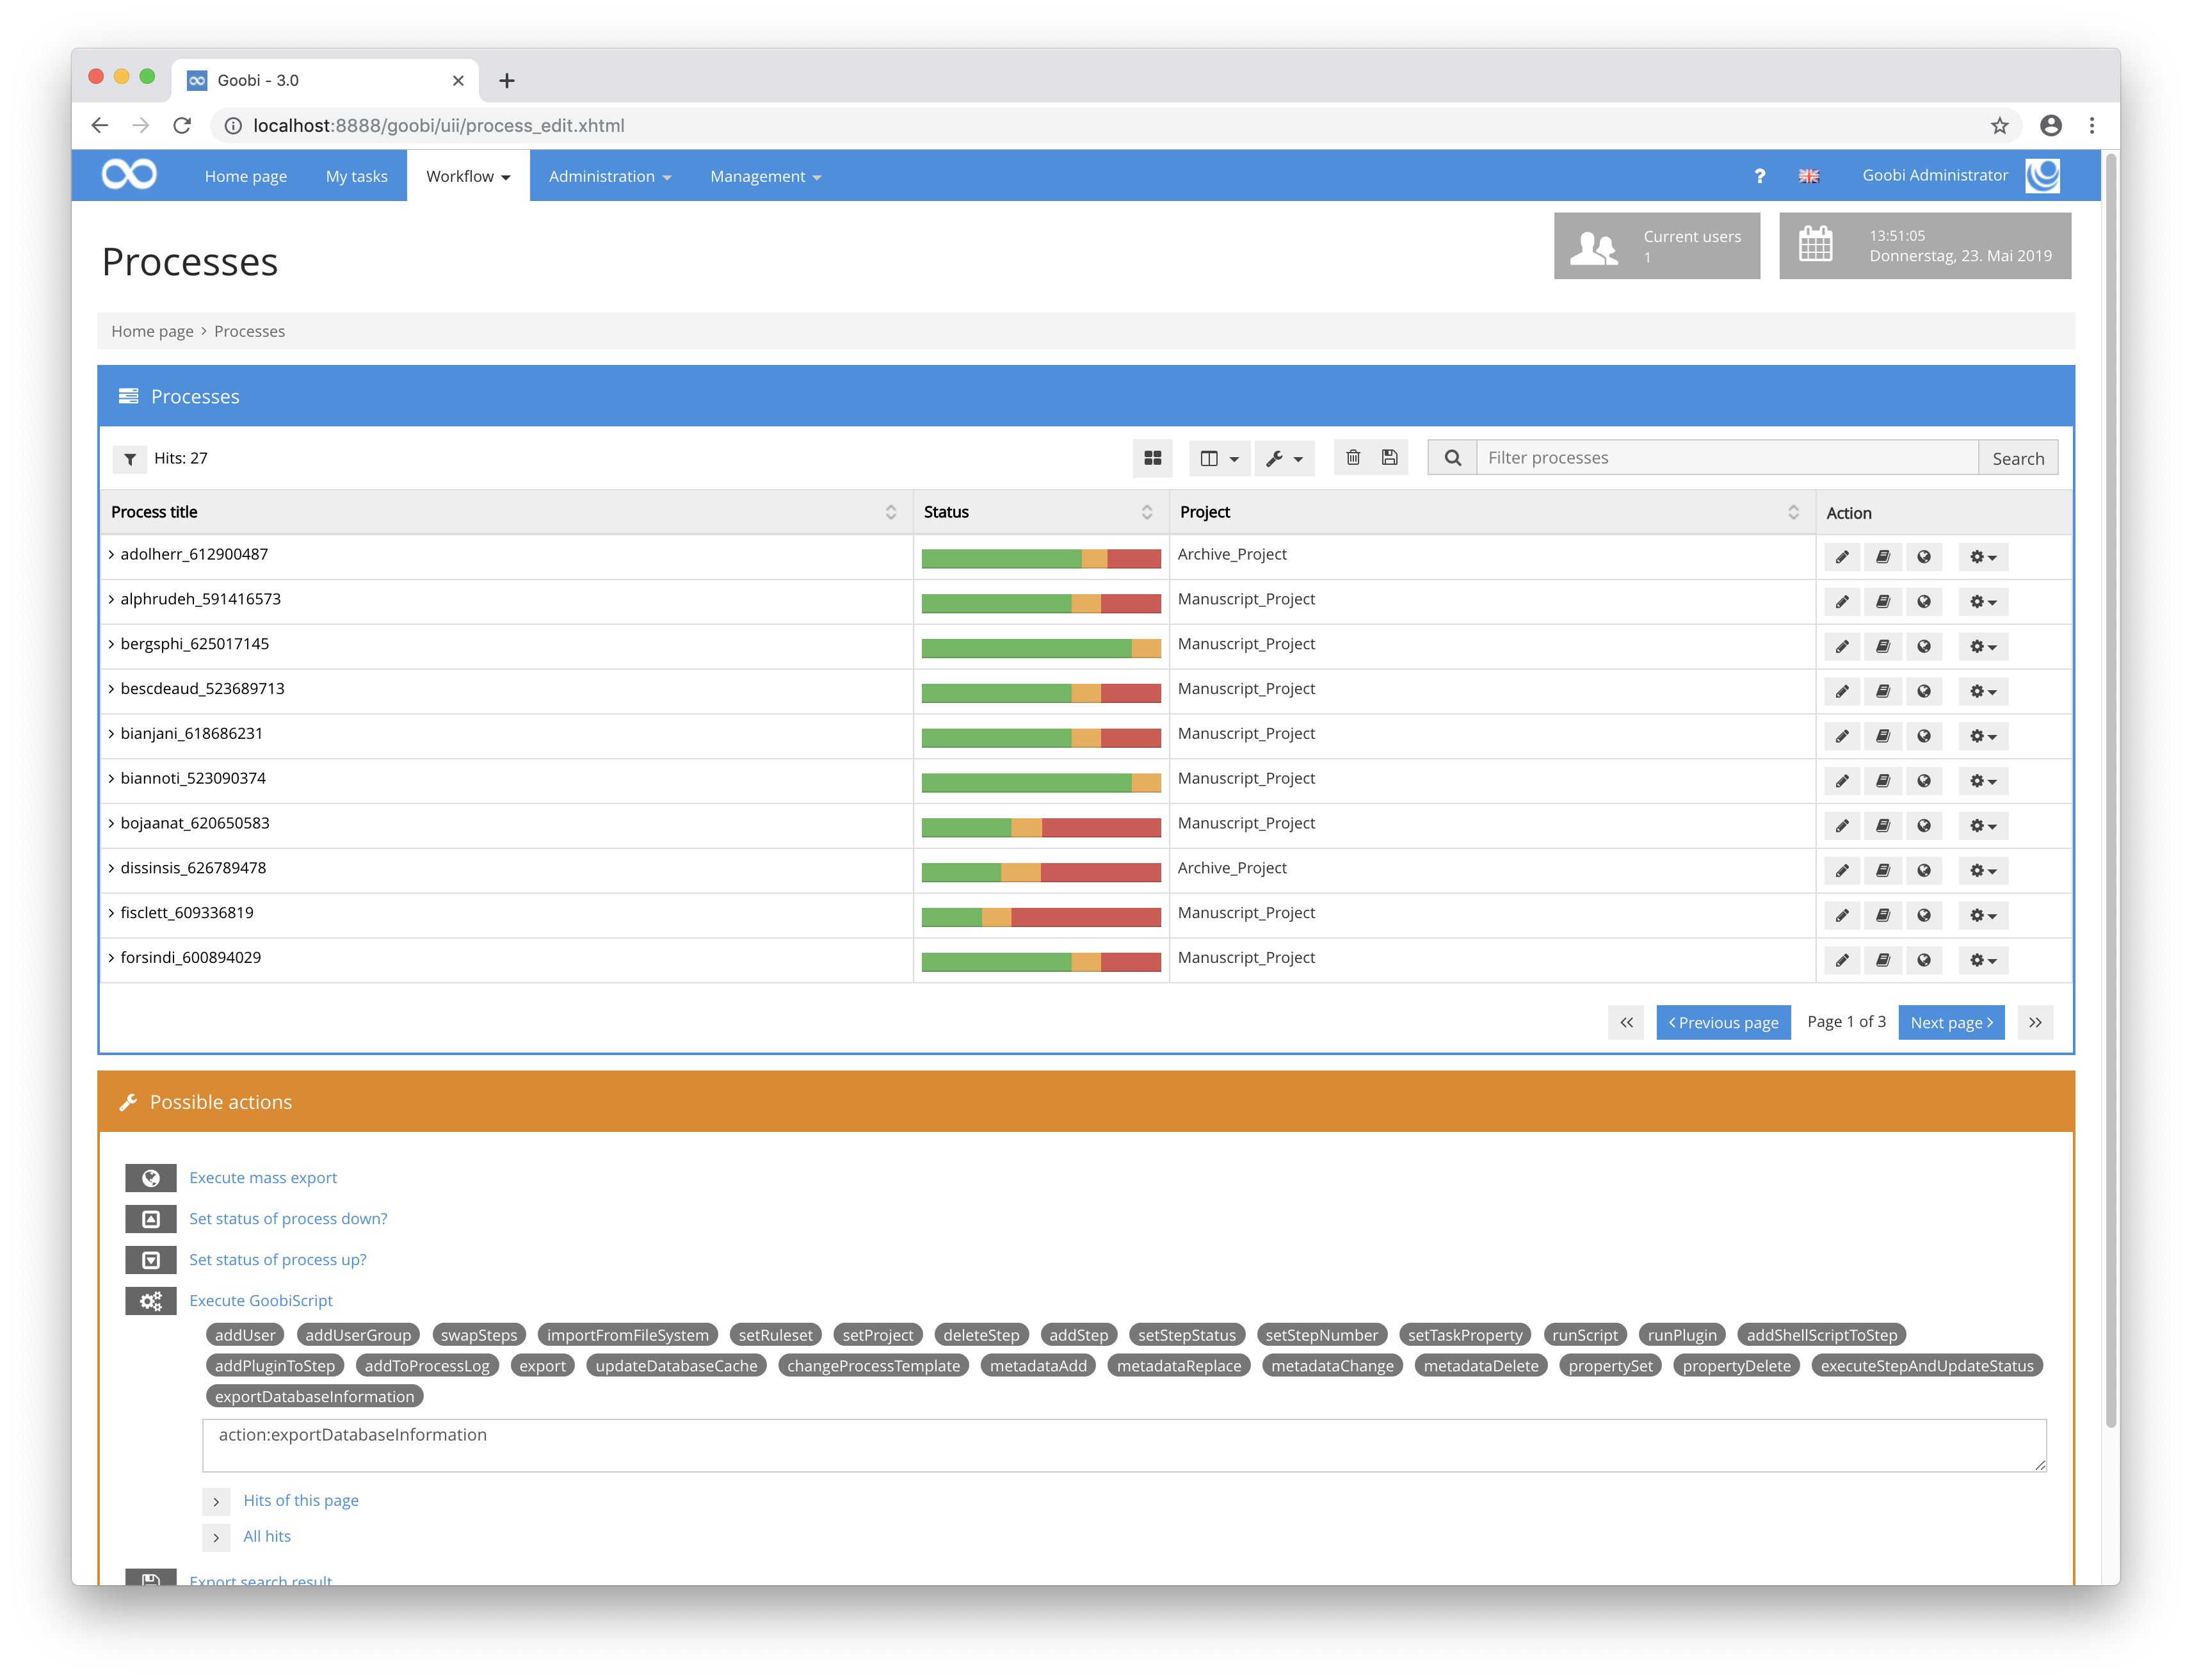 Goobi - 3.0
localhost:8888/goobi/uii/process_edit.xhtml
Home page My tasks Workflow Administration Management ? Goobi Administrator
Processes
Current users
1
13:51:05
Donnerstag, 23. Mai 2019
Home page > Processes
Processes
Hits: 27 Filter processes Search
Process title Status Project Action
adolherr_612900487 Archive_Project
alphrudeh_591416573 Manuscript_Project
bergsphi_625017145 Manuscript_Project
bescdeaud_523689713 Manuscript_Project
bianjani_618686231 Manuscript_Project
biannoti_523090374 Manuscript_Project
bojaanat_620650583 Manuscript_Project
dissinsis_626789478 Archive_Project
fisclett_609336819 Manuscript_Project
forsindi_600894029 Manuscript_Project
Previous page Page 1 of 3 Next page
Possible actions
Execute mass export
Set status of process down?
Set status of process up?
Execute GoobiScript
addUser addUserGroup swapSteps importFromFileSystem setRuleset setProject deleteStep addStep setStepStatus setStepNumber setTaskProperty runScript runPlugin addShellScriptToStep
addPluginToStep addToProcessLog export updateDatabaseCache changeProcessTemplate metadataAdd metadataReplace metadataChange metadataDelete propertySet propertyDelete executeStepAndUpdateStatus
exportDatabaseInformation
action:exportDatabaseInformation
Hits of this page
All hits
Export search result